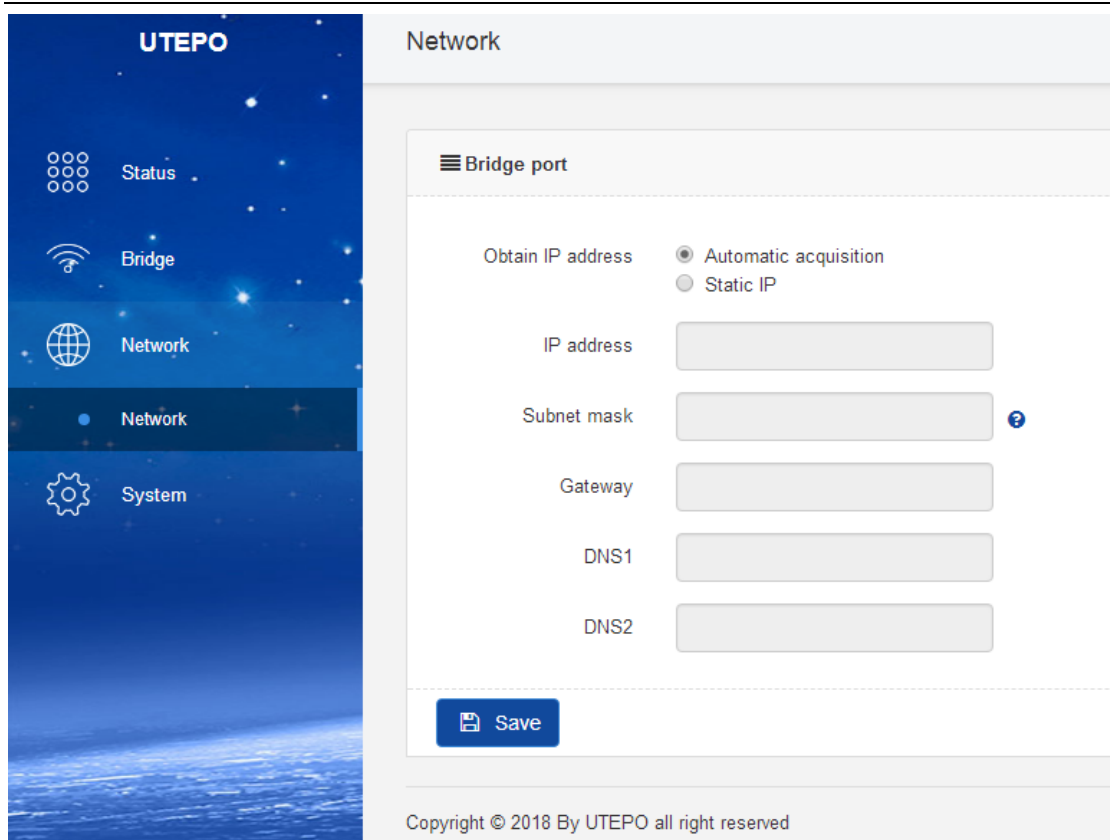 UTEPO
Status
Bridge
Network
Network
System
Network
Bridge port
Obtain IP address
Automatic acquisition
Static IP
IP address
Subnet mask
Gateway
DNS1
DNS2
Save
Copyright © 2018 By UTEPO all right reserved